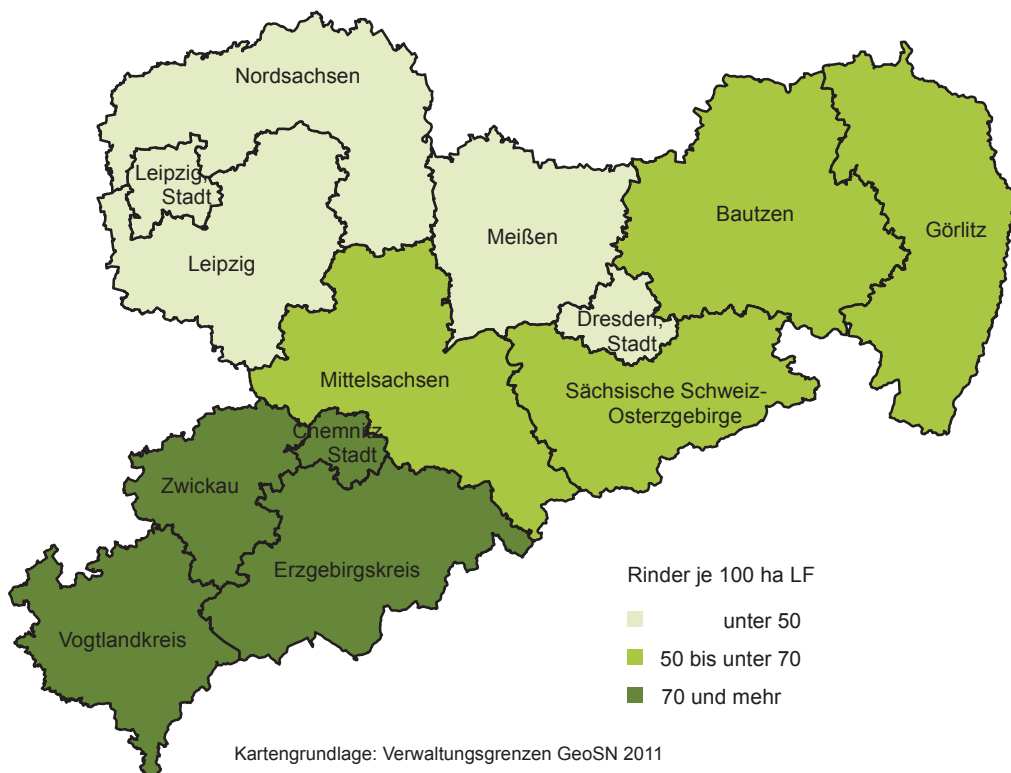 Nordsachsen
Leipzig,
Stadt
Leipzig
Meißen
Bautzen
Görlitz
Dresden,
Stadt
Mittelsachsen
Sächsische Schweiz-
Osterzgebirge
Chemnitz,
Stadt
Zwickau
Erzgebirgskreis
Vogtlandkreis
Rinder je 100 ha LF
unter 50
50 bis unter 70
70 und mehr
Kartengrundlage: Verwaltungsgrenzen GeoSN 2011